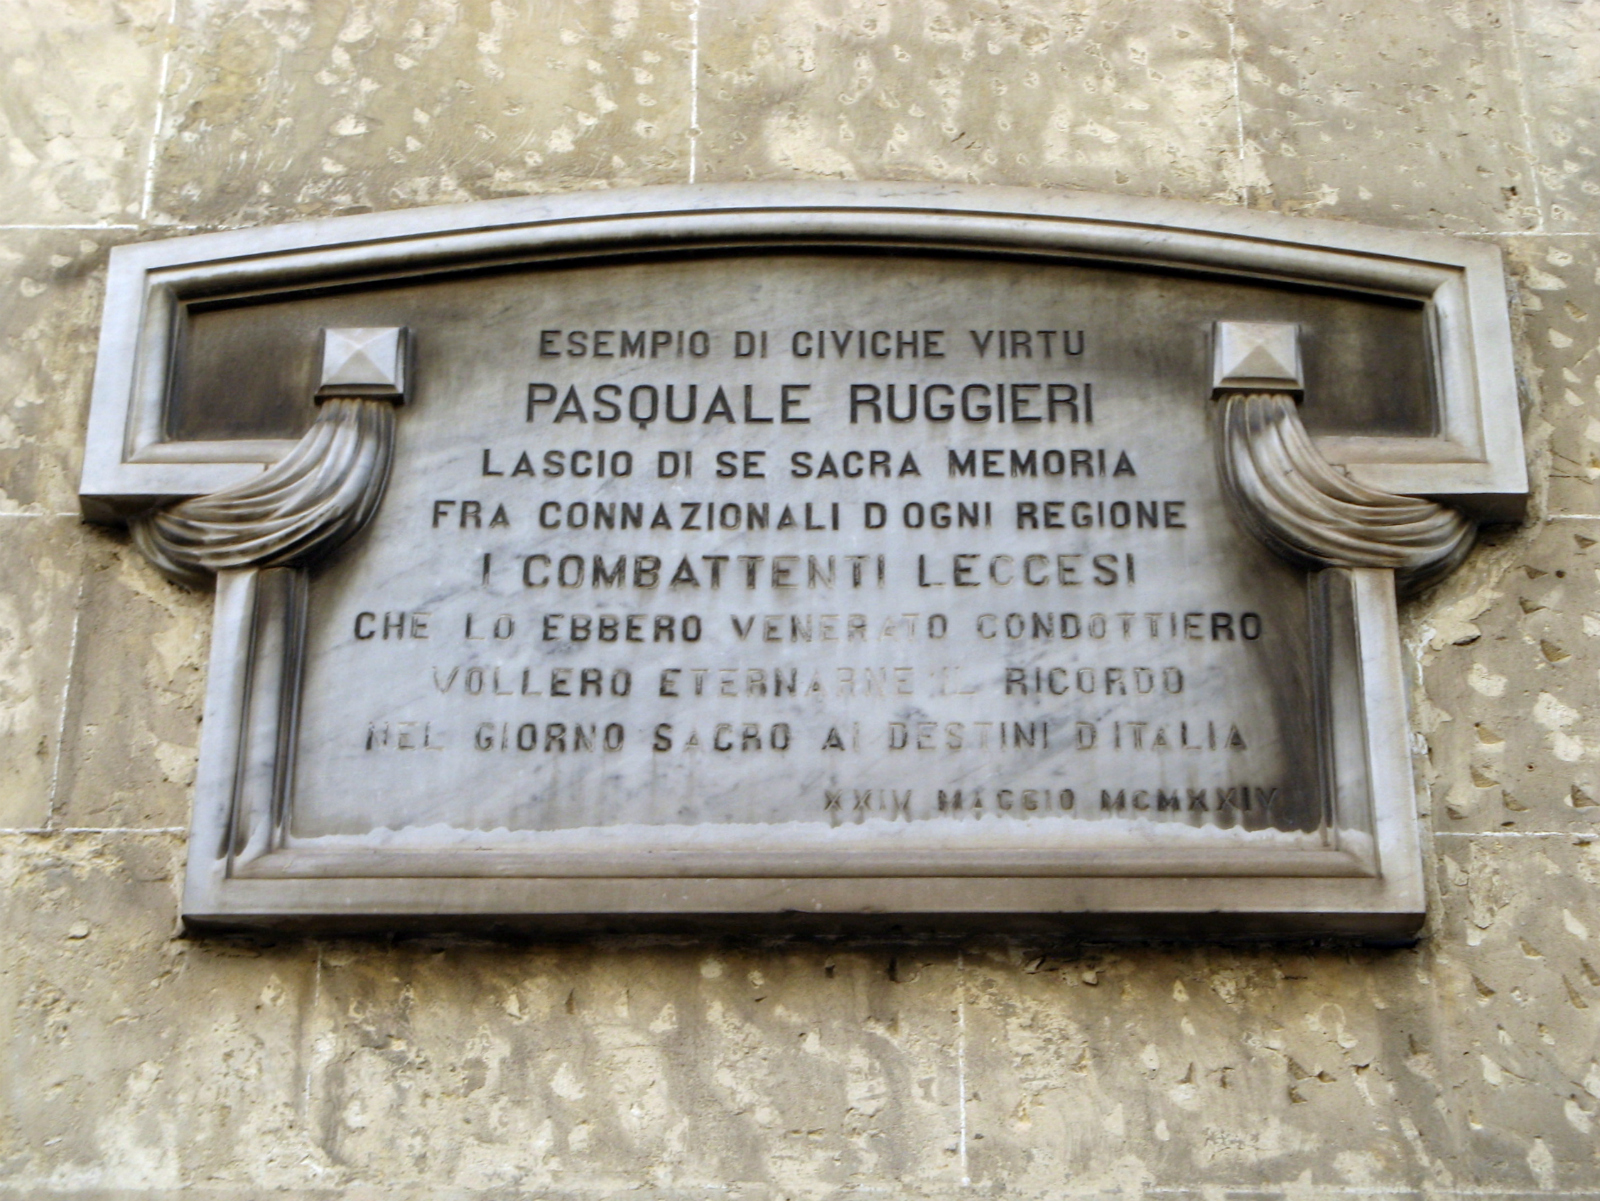 ESEMPIO DI CIVICHE VIRTU
PASQUALE RUGGIERI
LASCIO DI SE SACRA MEMORIA
FRA CONNAZIONALI D'OGNI REGIONE
I COMBATTENTI LECCESI
CHE LO EBBERO VENERATO CONDOTTIERO
VOLLERO ETERNARNE IL RICORDO
NEL GIORNO SACRO AI DESTINI D'ITALIA
XXIV MAGGIO MCMXXIV